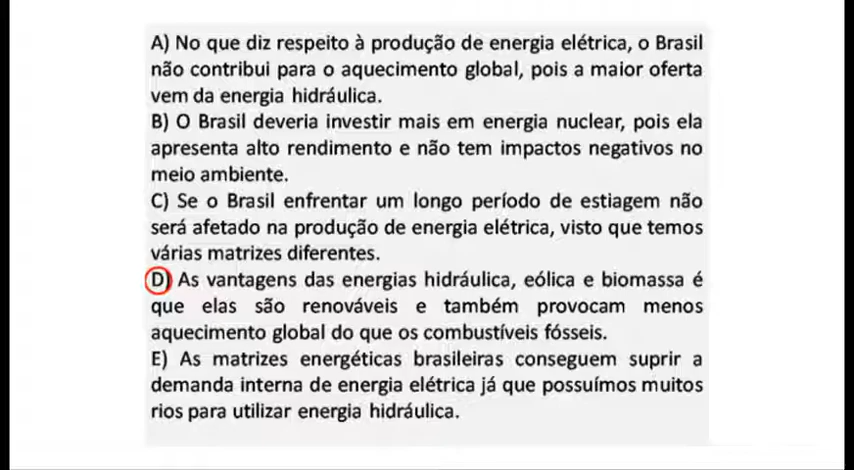 A) No que diz respeito à produção de energia elétrica, o Brasil
não contribui para o aquecimento global, pois a maior oferta
vem da energia hidráulica.
B) O Brasil deveria investir mais em energia nuclear, pois ela
apresenta alto rendimento e não tem impactos negativos no
meio ambiente.
C) Se o Brasil enfrentar um longo período de estiagem não
será afetado na produção de energia elétrica, visto que temos
várias matrizes diferentes.
D) As vantagens das energias hidráulica, eólica e biomassa é
que elas são renováveis e também provocam menos
aquecimento global do que os combustíveis fósseis.
E) As matrizes energéticas brasileiras conseguem suprir a
demanda interna de energia elétrica já que possuímos muitos
rios para utilizar energia hidráulica.